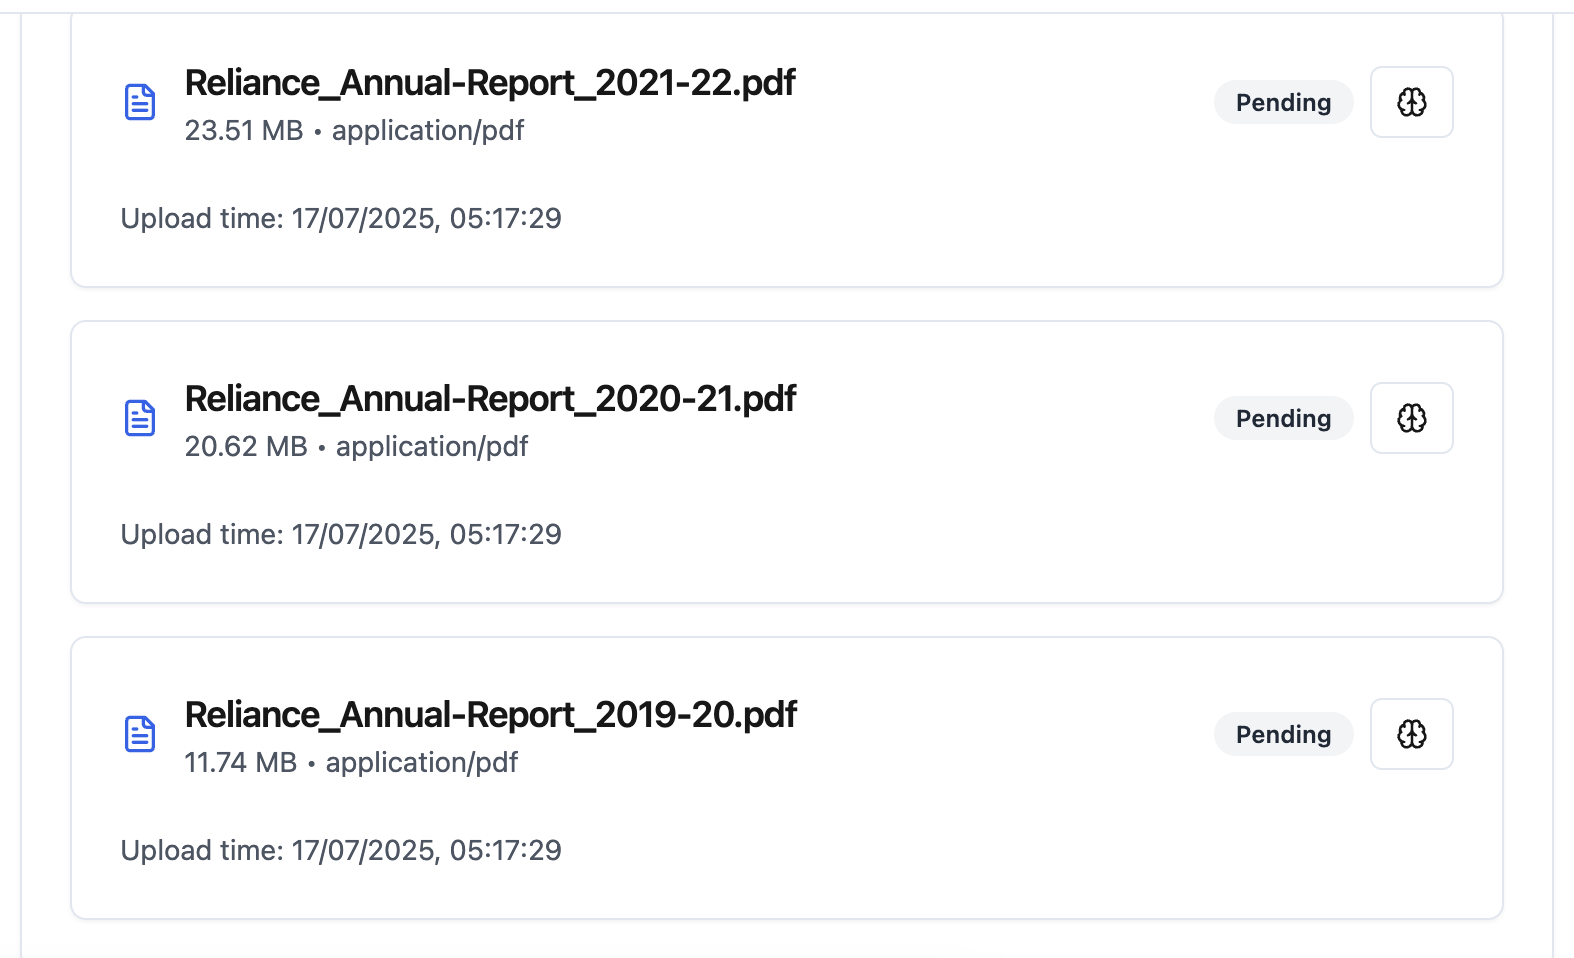 Reliance_Annual-Report_2021-22.pdf
23.51 MB • application/pdf
Pending
Upload time: 17/07/2025, 05:17:29
Reliance_Annual-Report_2020-21.pdf
20.62 MB • application/pdf
Pending
Upload time: 17/07/2025, 05:17:29
Reliance_Annual-Report_2019-20.pdf
11.74 MB • application/pdf
Pending
Upload time: 17/07/2025, 05:17:29